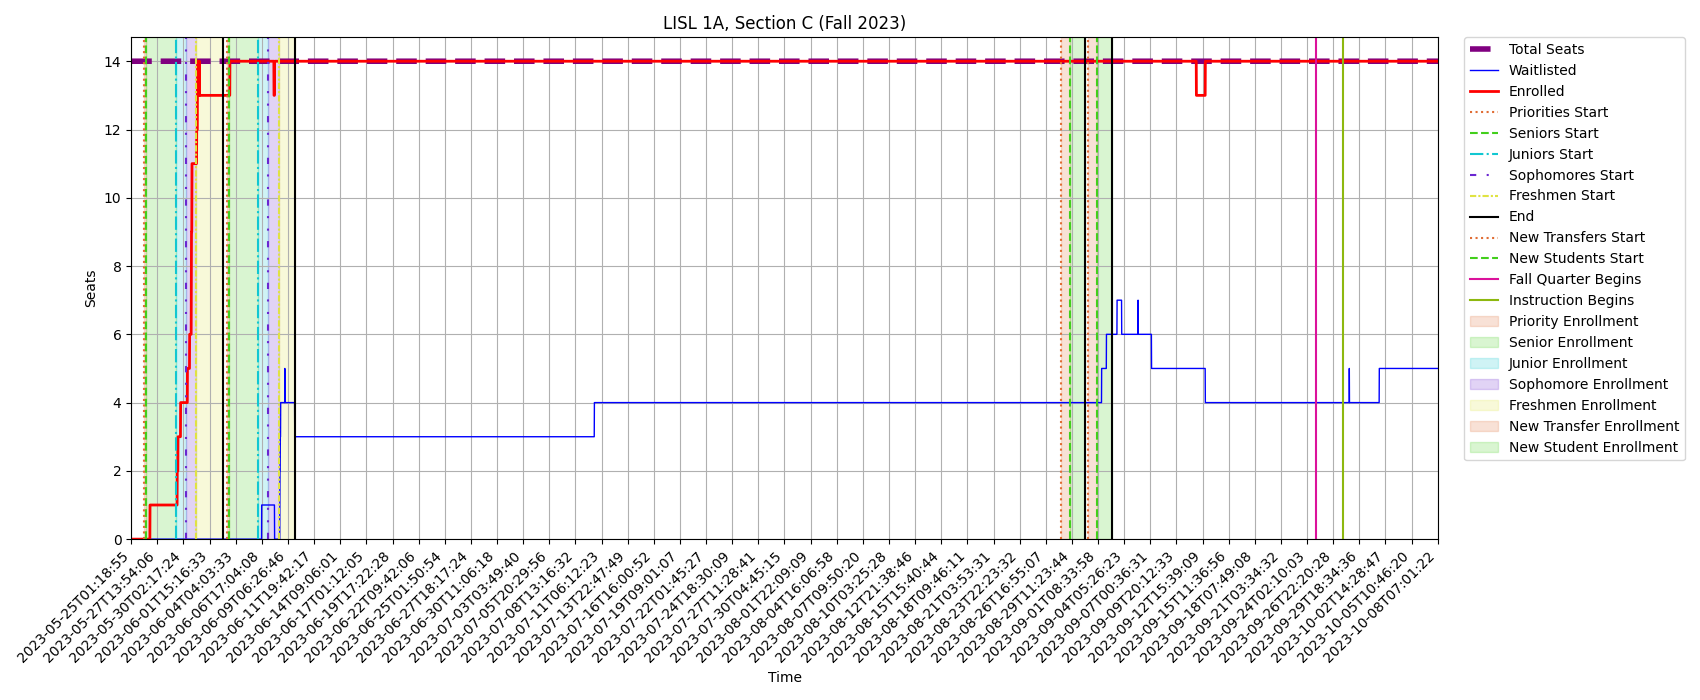 LISL 1A, Section C (Fall 2023)
Seats
14
12
10
8
6
4
2
0
2023-05-25T01:18:55
2023-05-27T13:54:06
2023-05-30T02:17:24
2023-06-01T15:16:33
2023-06-04T04:03:33
2023-06-06T17:04:08
2023-06-09T06:26:46
2023-06-11T19:42:17
2023-06-14T09:06:01
2023-06-17T01:12:05
2023-06-19T17:22:28
2023-06-22T09:42:06
2023-06-25T01:50:54
2023-06-27T18:17:24
2023-06-30T11:06:18
2023-07-03T03:49:40
2023-07-05T20:29:56
2023-07-08T13:16:32
2023-07-11T06:12:23
2023-07-13T22:47:49
2023-07-16T16:00:52
2023-07-19T09:01:07
2023-07-22T01:45:27
2023-07-24T18:30:09
2023-07-27T11:28:41
2023-07-30T04:45:15
2023-08-01T22:09:09
2023-08-04T16:06:58
2023-08-07T09:50:20
2023-08-10T03:25:28
2023-08-12T21:38:46
2023-08-15T15:40:44
2023-08-18T09:46:11
2023-08-21T03:53:31
2023-08-23T22:23:32
2023-08-26T16:55:07
2023-08-29T11:23:44
2023-09-01T08:33:58
2023-09-04T05:26:23
2023-09-07T00:36:31
2023-09-09T20:12:33
2023-09-12T15:39:09
2023-09-15T11:36:56
2023-09-18T07:49:08
2023-09-21T03:34:32
2023-09-24T02:10:03
2023-09-26T22:20:28
2023-09-29T18:34:36
2023-10-02T14:28:47
2023-10-05T10:46:20
2023-10-08T07:01:22
Time
Total Seats
Waitlisted
Enrolled
Priorities Start
Seniors Start
Juniors Start
Sophomores Start
Freshmen Start
End
New Transfers Start
New Students Start
Fall Quarter Begins
Instruction Begins
Priority Enrollment
Senior Enrollment
Junior Enrollment
Sophomore Enrollment
Freshmen Enrollment
New Transfer Enrollment
New Student Enrollment